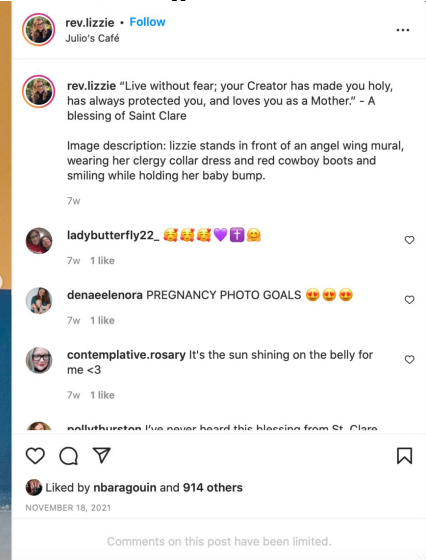 rev.lizzie • Follow
Julio's Café
rev.lizzie “Live without fear; your Creator has made you holy,
has always protected you, and loves you as a Mother.” - A
blessing of Saint Clare
Image description: lizzie stands in front of an angel wing mural,
wearing her clergy collar dress and red cowboy boots and
smiling while holding her baby bump.
7w
ladybutterfly22_ 🥰🥰🥰💜✝️🤗
7w 1 like
denaeelenora PREGNANCY PHOTO GOALS 😍😍😍
7w 1 like
contemplative.rosary It's the sun shining on the belly for
me <3
7w 1 like
pollythurston I've never heard this blessing from St. Clare
Liked by nbaragouin and 914 others
NOVEMBER 18, 2021
Comments on this post have been limited.